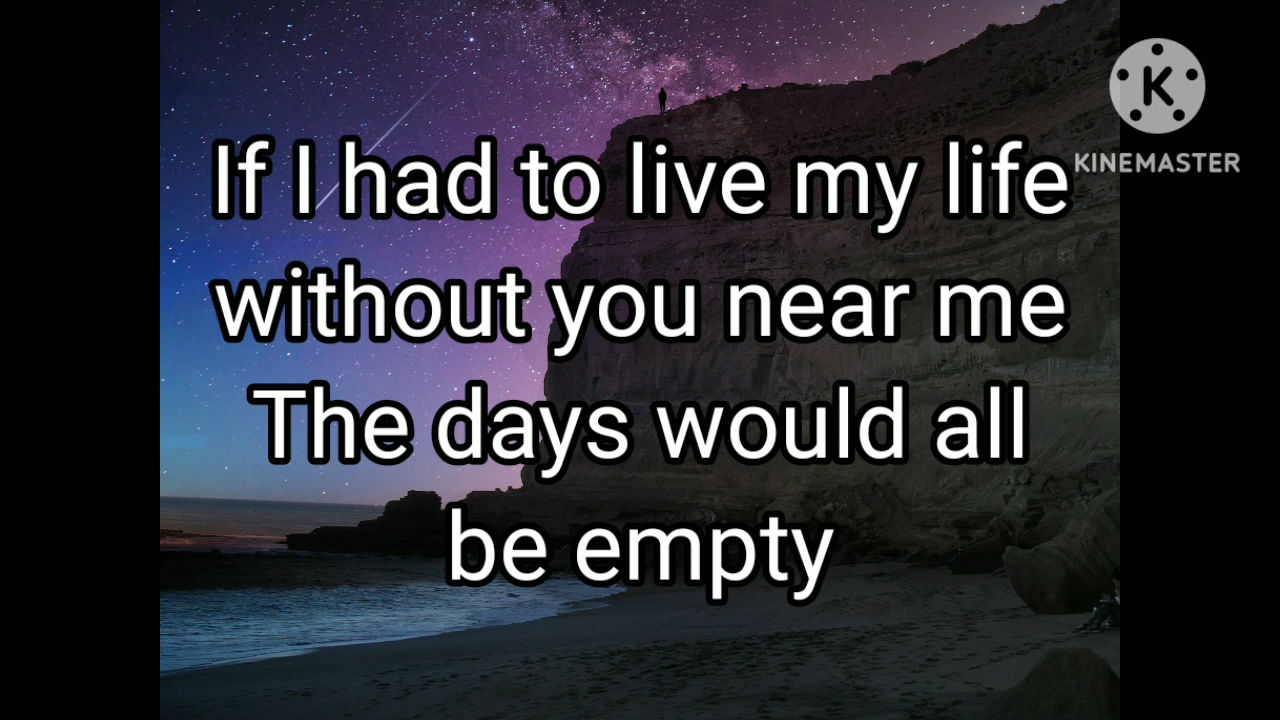 If I had to live my life
without you near me
The days would all
be empty
K
KINEMASTER